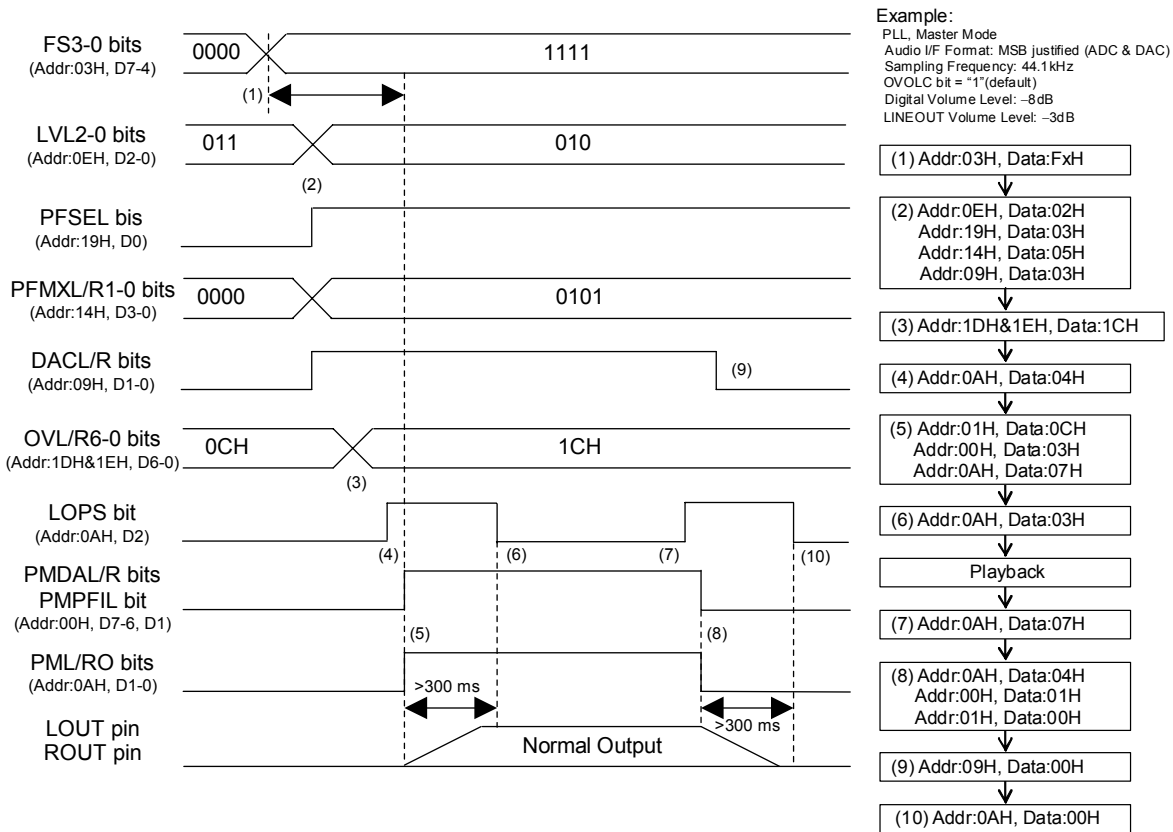 FS3-0 bits
(Addr:03H, D7-4)
0000
1111
(1)
LVL2-0 bits
(Addr:0EH, D2-0)
011
010
(2)
PFSEL bis
(Addr:19H, D0)
PFMXL/R1-0 bits
(Addr:14H, D3-0)
0000
0101
DACL/R bits
(Addr:09H, D1-0)
(9)
OVL/R6-0 bits
(Addr:1DH&1EH, D6-0)
0CH
1CH
(3)
LOPS bit
(Addr:0AH, D2)
(4)
(6)
(7)
(10)
PMDAL/R bits
PMPFIL bit
(Addr:00H, D7-6, D1)
(5)
(8)
PML/RO bits
(Addr:0AH, D1-0)
>300 ms
>300 ms
LOUT pin
ROUT pin
Normal Output
Example:
PLL, Master Mode
Audio I/F Format: MSB justified (ADC & DAC)
Sampling Frequency: 44.1kHz
OVOLC bit = “1”(default)
Digital Volume Level: −8dB
LINEOUT Volume Level: −3dB
(1) Addr:03H, Data:FxH
(2) Addr:0EH, Data:02H
Addr:19H, Data:03H
Addr:14H, Data:05H
Addr:09H, Data:03H
(3) Addr:1DH&1EH, Data:1CH
(4) Addr:0AH, Data:04H
(5) Addr:01H, Data:0CH
Addr:00H, Data:03H
Addr:0AH, Data:07H
(6) Addr:0AH, Data:03H
Playback
(7) Addr:0AH, Data:07H
(8) Addr:0AH, Data:04H
Addr:00H, Data:01H
Addr:01H, Data:00H
(9) Addr:09H, Data:00H
(10) Addr:0AH, Data:00H